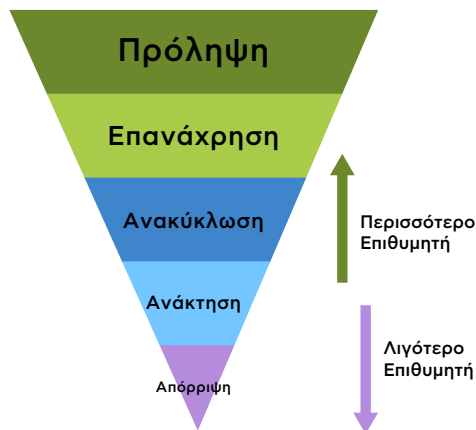 Πρόληψη
Επανάχρηση
Ανακύκλωση
Περισσότερο
Επιθυμητή
Ανάκτηση
Λιγότερο
Επιθυμητή
Απόρριψη